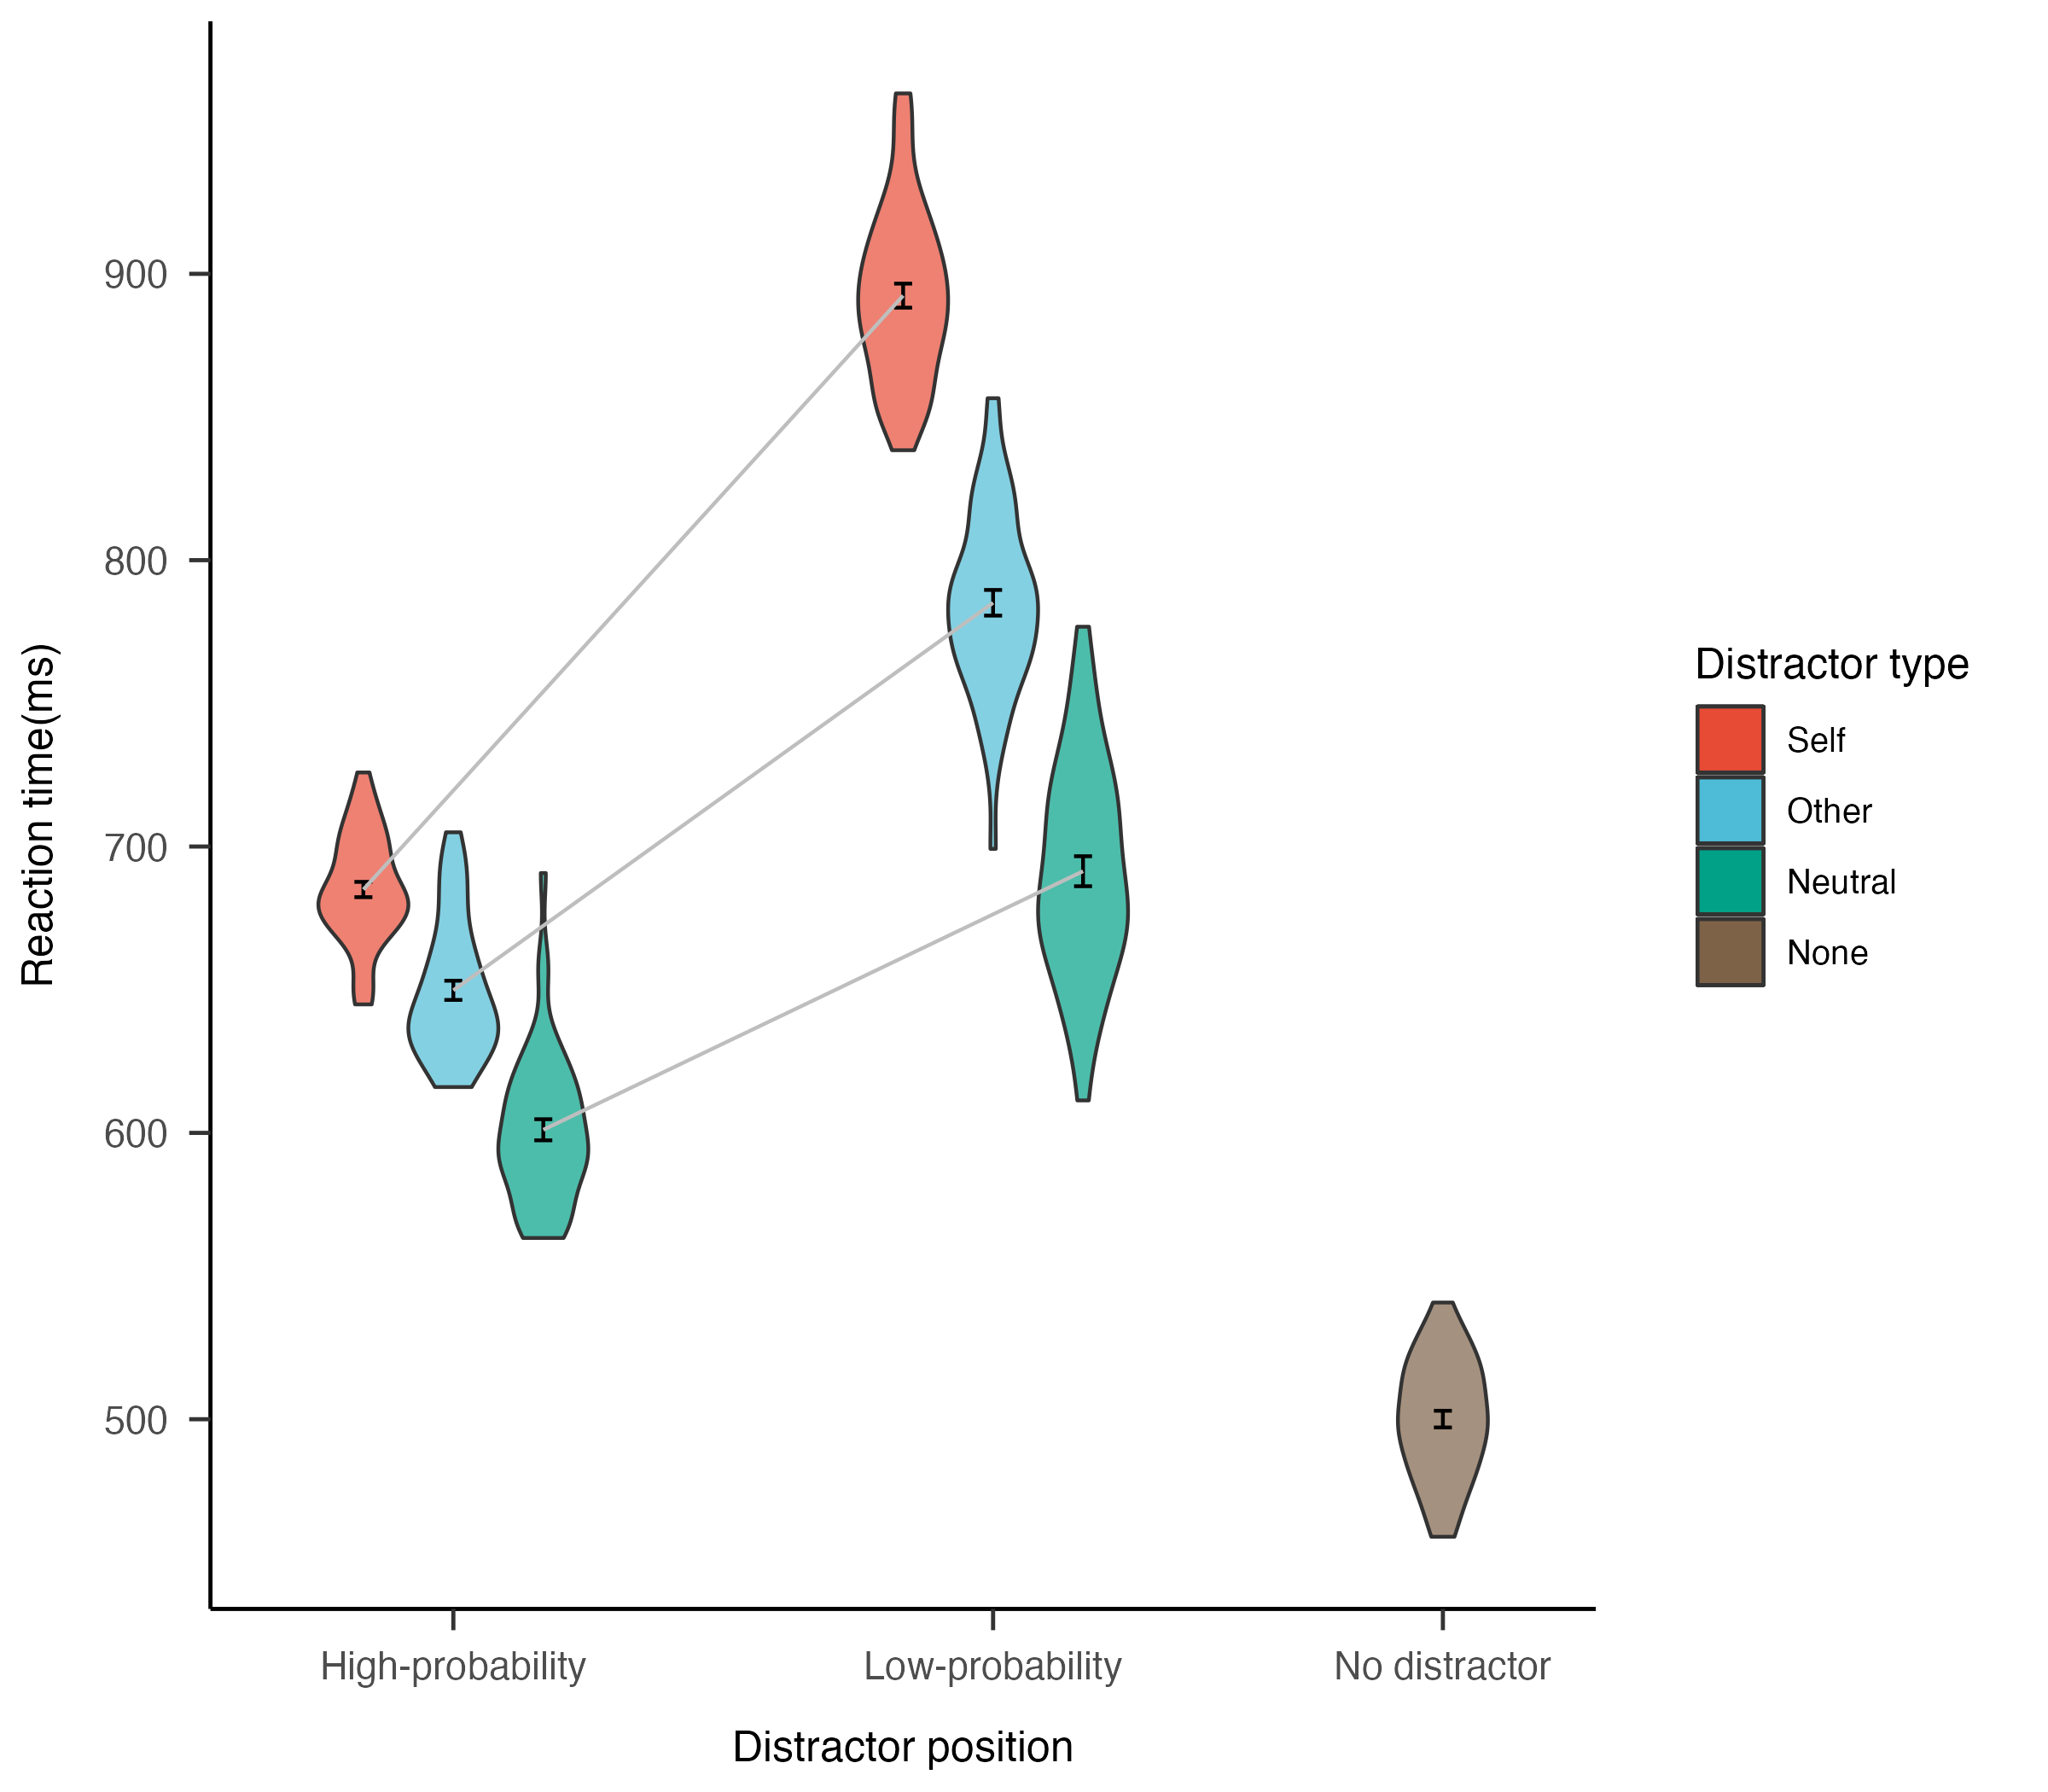 Reaction time(ms)
900
800
700
600
500
High-probability
Low-probability
No distractor
Distractor position
Distractor type
Self
Other
Neutral
None